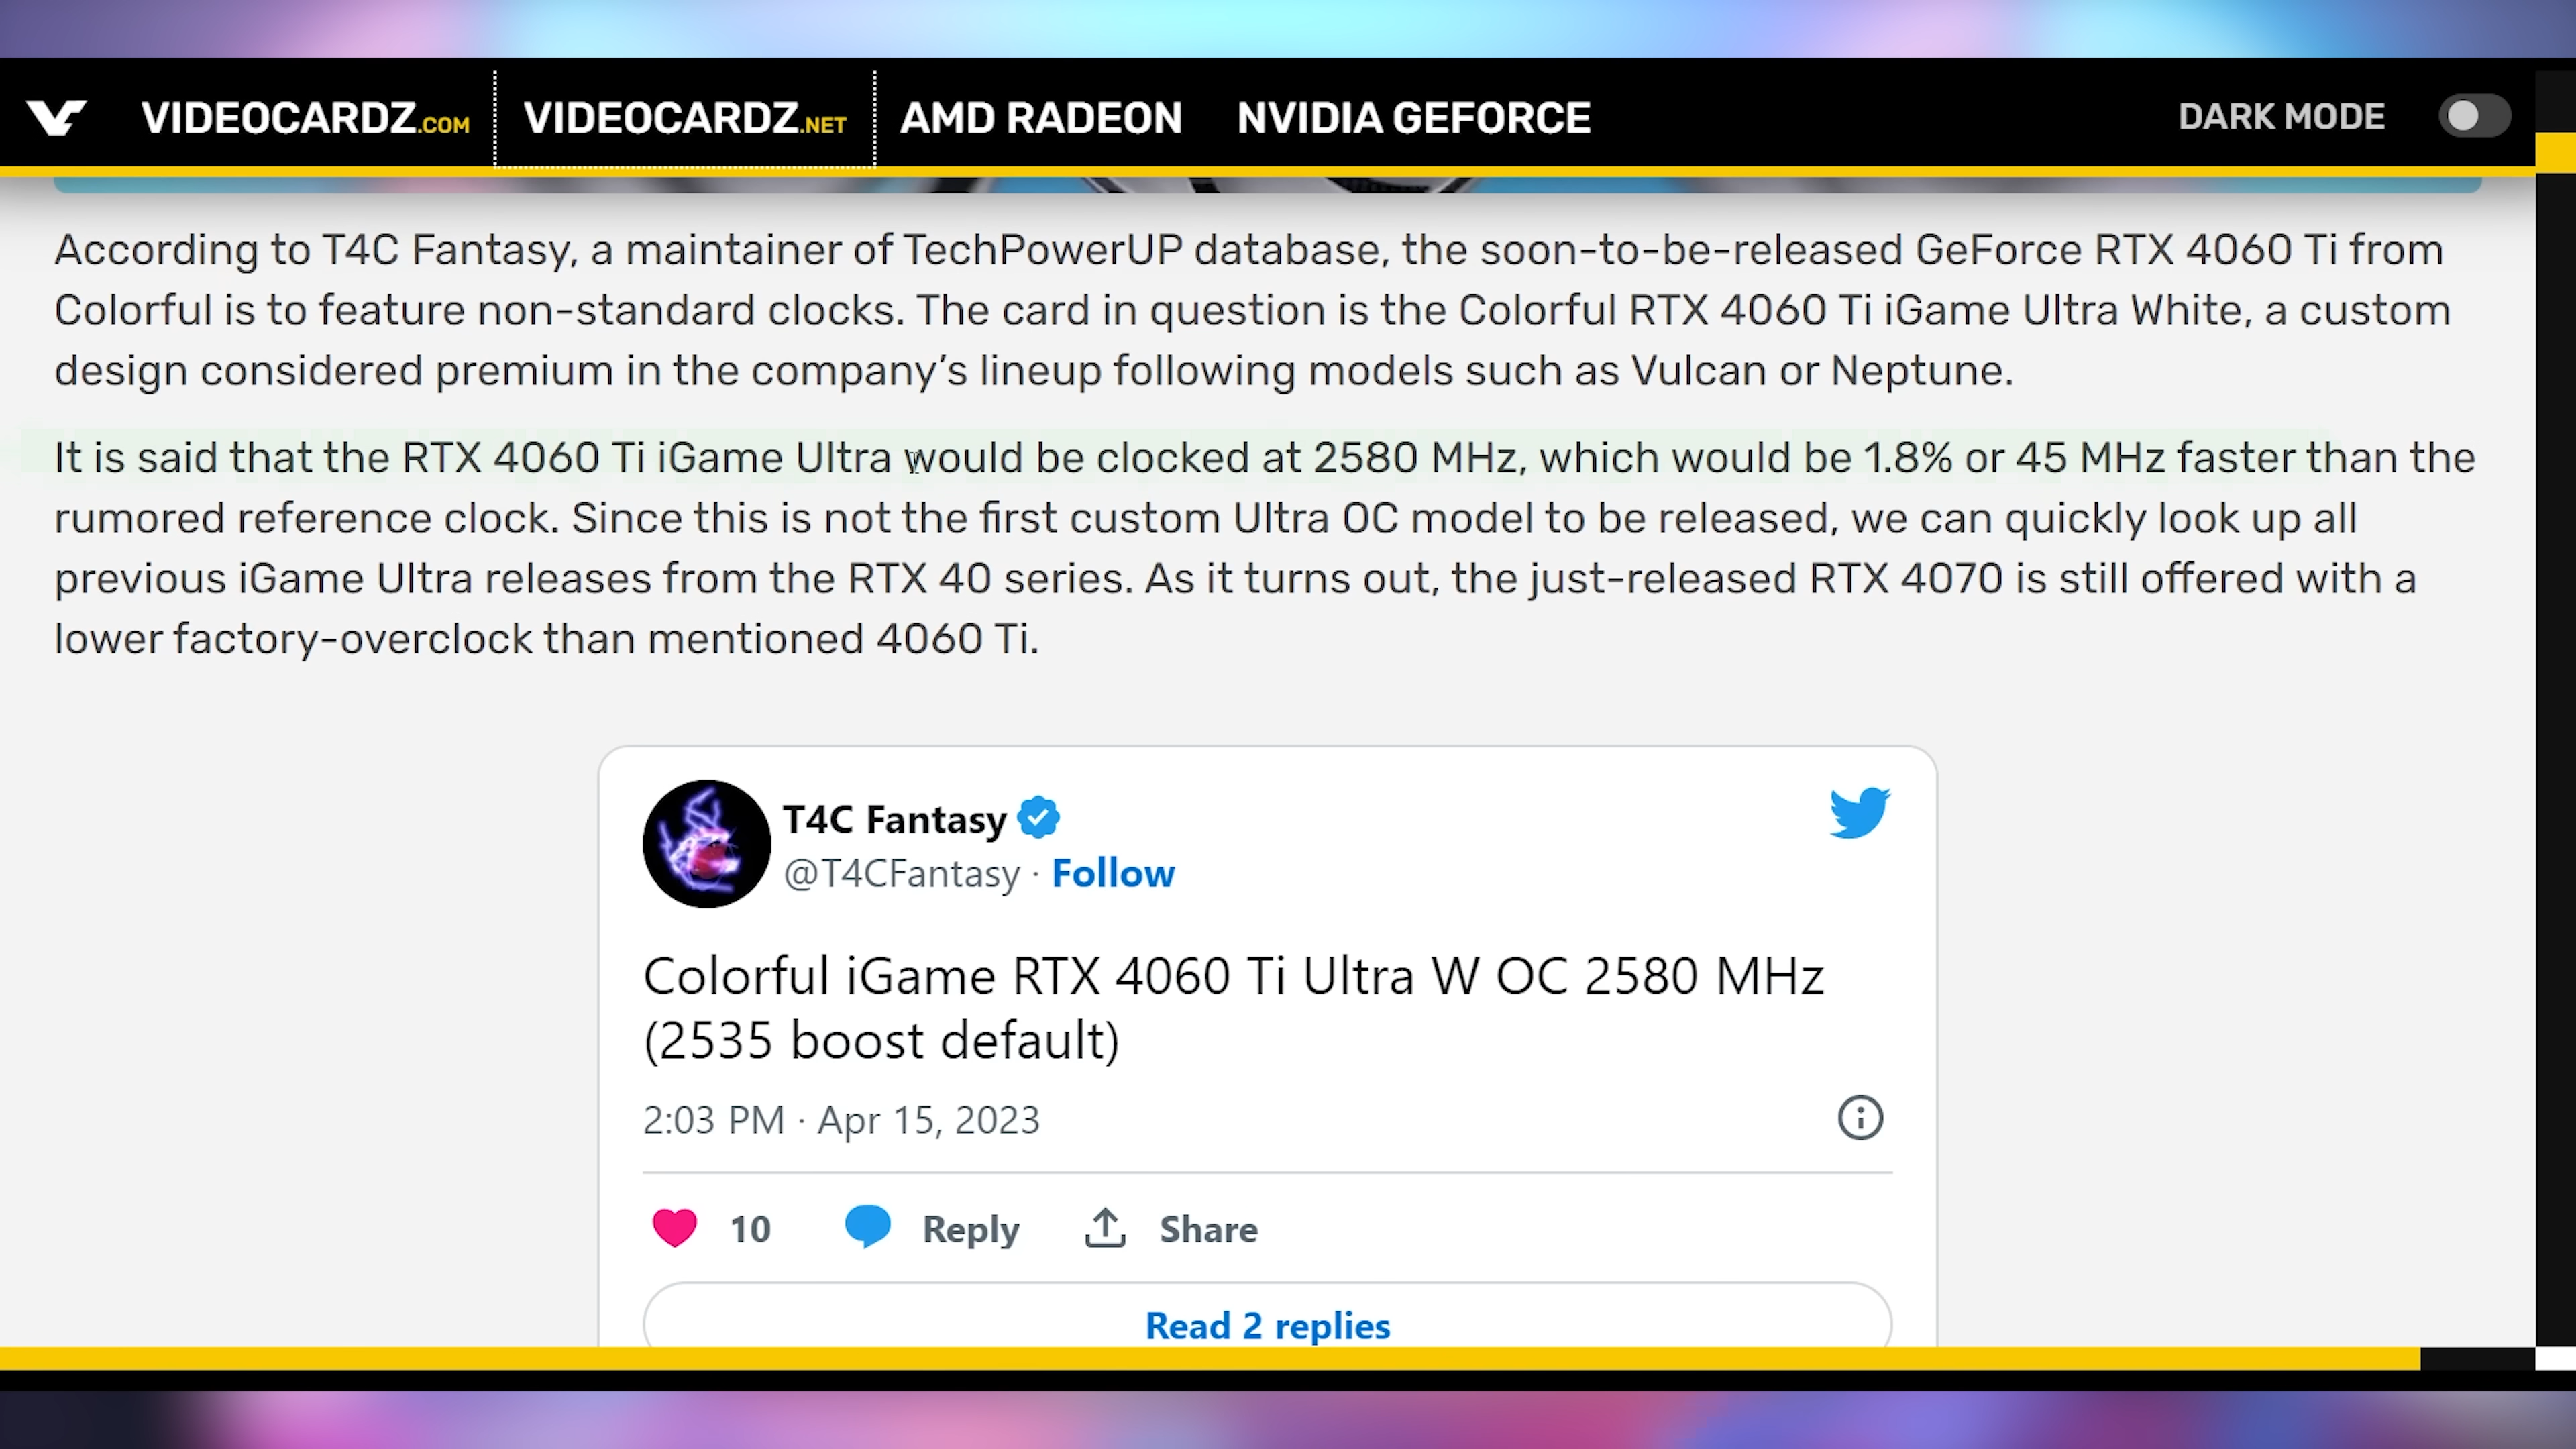 VIDEOCARDZ.COM VIDEOCARDZ.NET AMD RADEON NVIDIA GEFORCE DARK MODE
According to T4C Fantasy, a maintainer of TechPowerUP database, the soon-to-be-released GeForce RTX 4060 Ti from
Colorful is to feature non-standard clocks. The card in question is the Colorful RTX 4060 Ti iGame Ultra White, a custom
design considered premium in the company’s lineup following models such as Vulcan or Neptune.
It is said that the RTX 4060 Ti iGame Ultra would be clocked at 2580 MHz, which would be 1.8% or 45 MHz faster than the
rumored reference clock. Since this is not the first custom Ultra OC model to be released, we can quickly look up all
previous iGame Ultra releases from the RTX 40 series. As it turns out, the just-released RTX 4070 is still offered with a
lower factory-overclock than mentioned 4060 Ti.
T4C Fantasy
@T4CFantasy · Follow
Colorful iGame RTX 4060 Ti Ultra W OC 2580 MHz
(2535 boost default)
2:03 PM · Apr 15, 2023
10 Reply Share
Read 2 replies